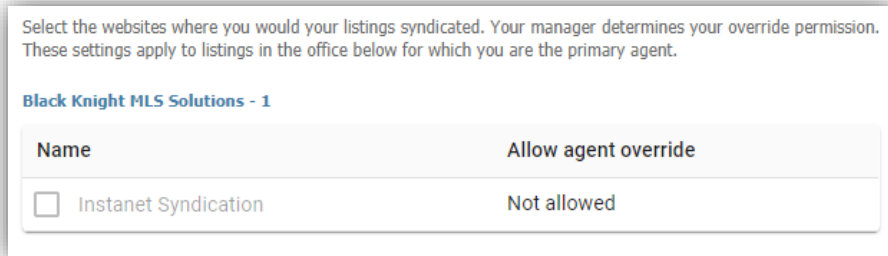 Select the websites where you would your listings syndicated. Your manager determines your override permission.
These settings apply to listings in the office below for which you are the primary agent.
Black Knight MLS Solutions - 1
Name Allow agent override
Instanet Syndication Not allowed